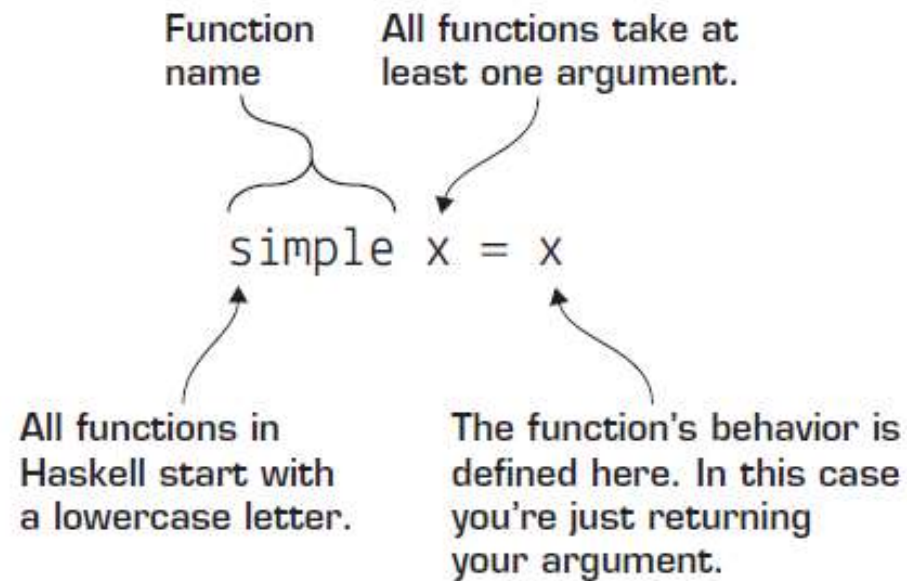 Function
name
All functions take at
least one argument.
simple x = x
All functions in
Haskell start with
a lowercase letter.
The function's behavior is
defined here. In this case
you're just returning
your argument.